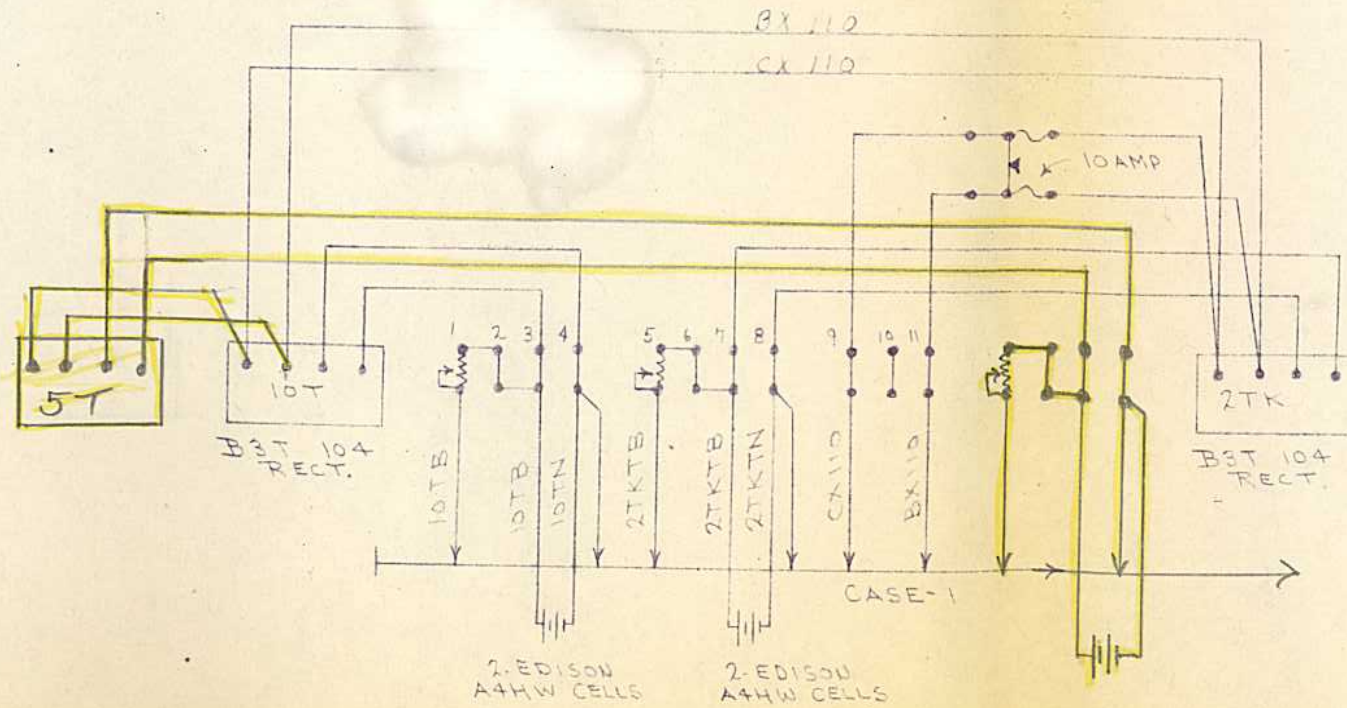 BX 110
CX 110
10 AMP
1 2 3 4 5 6 7 8 9 10 11
5T
10T
2TK
B3T 104
RECT.
B3T 104
RECT.
10TB
10TB
10TN
2TKTB
2TKTB
2TKTN
CX110
BX110
CASE-1
2-EDISON
A4HW CELLS
2-EDISON
A4HW CELLS